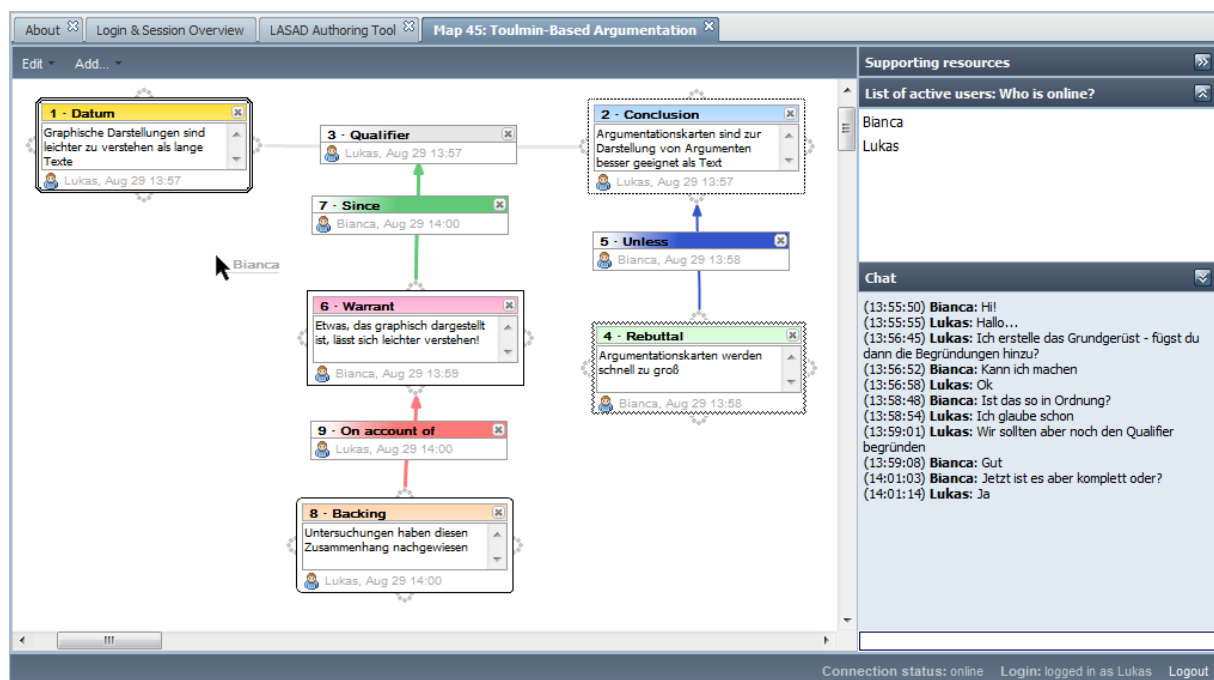 About
Login & Session Overview
LASAD Authoring Tool
Map 45: Toulmin-Based Argumentation
Edit
Add...
1 - Datum
Graphische Darstellungen sind
leichter zu verstehen als lange
Texte
Lukas, Aug 29 13:57
3 - Qualifier
Lukas, Aug 29 13:57
2 - Conclusion
Argumentationskarten sind zur
Darstellung von Argumenten
besser geeignet als Text
Lukas, Aug 29 13:57
7 - Since
Bianca, Aug 29 14:00
5 - Unless
Bianca, Aug 29 13:58
Bianca
6 - Warrant
Etwas, das graphisch dargestellt
ist, lässt sich leichter verstehen!
Bianca, Aug 29 13:59
4 - Rebuttal
Argumentationskarten werden
schnell zu groß
Bianca, Aug 29 13:58
9 - On account of
Lukas, Aug 29 14:00
8 - Backing
Untersuchungen haben diesen
Zusammenhang nachgewiesen
Lukas, Aug 29 14:00
Supporting resources
List of active users: Who is online?
Bianca
Lukas
Chat
(13:55:50) Bianca: Hi!
(13:55:55) Lukas: Hallo...
(13:56:45) Lukas: Ich erstelle das Grundgerüst - fügst du
dann die Begründungen hinzu?
(13:56:52) Bianca: Kann ich machen
(13:56:58) Lukas: Ok
(13:58:48) Bianca: Ist das so in Ordnung?
(13:58:54) Lukas: Ich glaube schon
(13:59:01) Lukas: Wir sollten aber noch den Qualifier
begründen
(13:59:08) Bianca: Gut
(14:01:03) Bianca: Jetzt ist es aber komplett oder?
(14:01:14) Lukas: Ja
Connection status: online Login: logged in as Lukas Logout